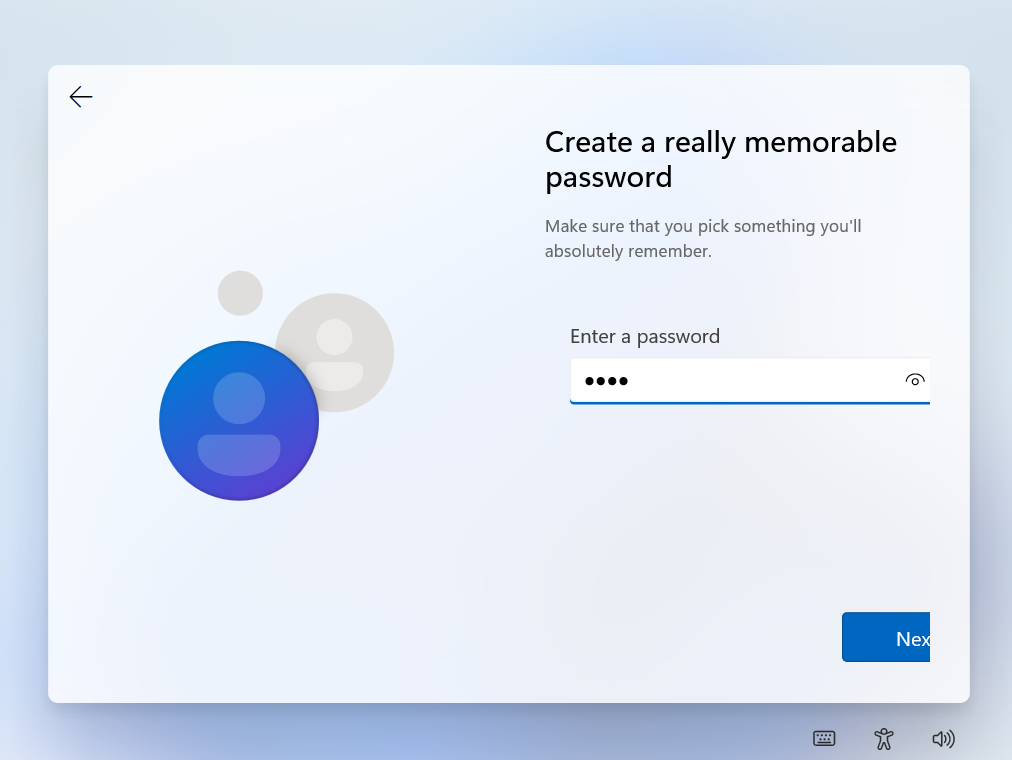 Create a really memorable
password
Make sure that you pick something you'll
absolutely remember.
Enter a password
••••
Nex